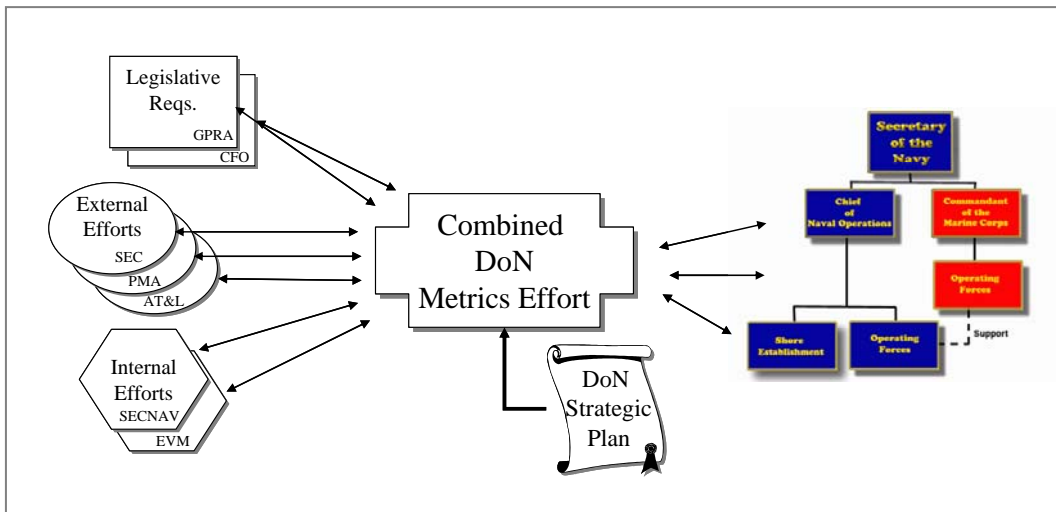 Legislative
Reqs.
GPRA
CFO
External
Efforts
SEC
PMA
AT&L
Internal
Efforts
SECNAV
EVM
Combined
DoN
Metrics Effort
DoN
Strategic
Plan
Secretary
of the
Navy
Chief
of
Naval Operations
Commandant
of the
Marine Corps
Operating
Forces
Support
Shore
Establishment
Operating
Forces